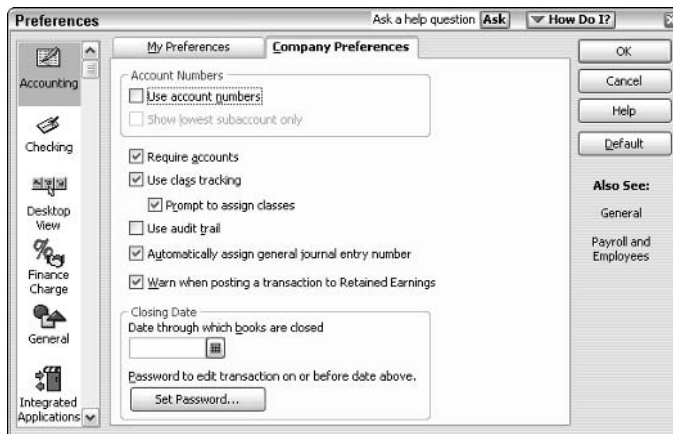 Preferences
Ask a help question Ask How Do I?
My Preferences Company Preferences
Accounting
Checking
Desktop View
Finance Charge
General
Integrated Applications
Account Numbers
Use account numbers
Show lowest subaccount only
Require accounts
Use class tracking
Prompt to assign classes
Use audit trail
Automatically assign general journal entry number
Warn when posting a transaction to Retained Earnings
Closing Date
Date through which books are closed
Password to edit transaction on or before date above.
Set Password...
OK
Cancel
Help
Default
Also See:
General
Payroll and
Employees